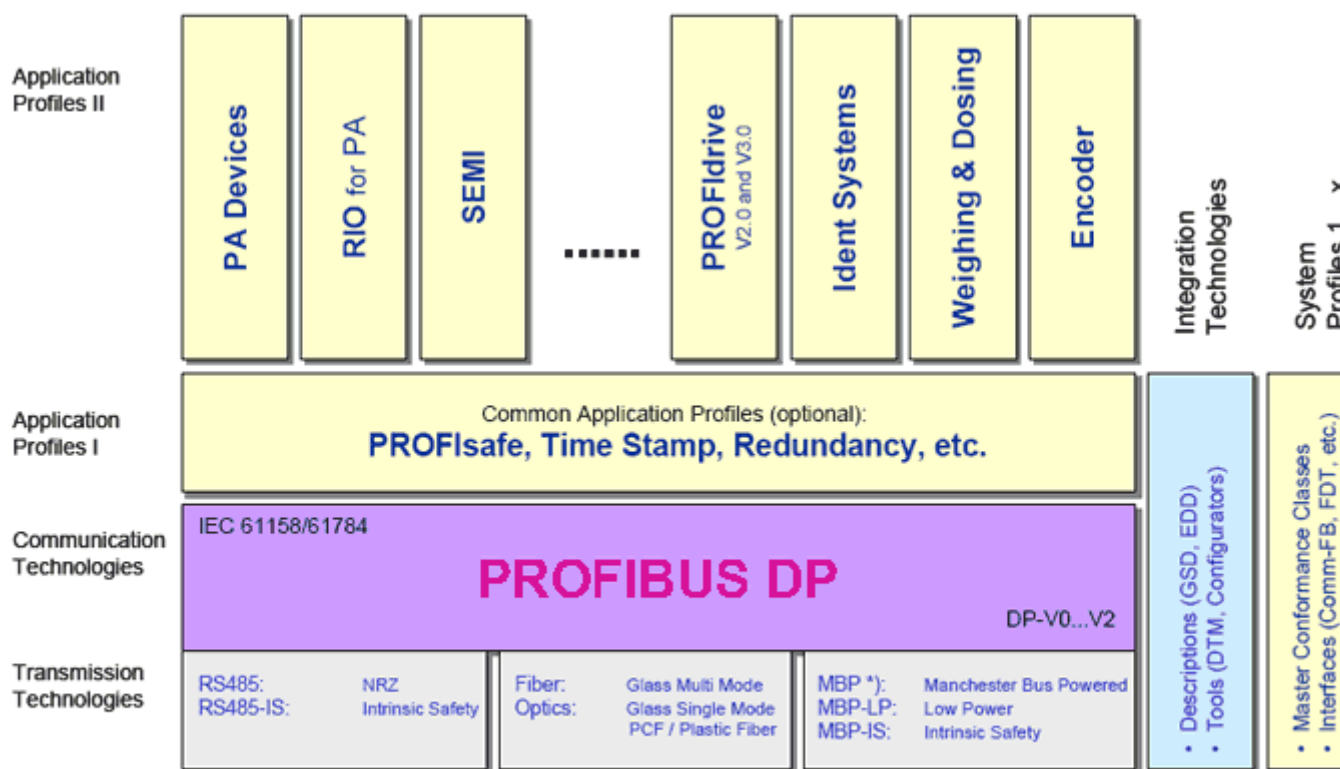 Application
Profiles II
PA Devices
RIO for PA
SEMI
......
PROFIdrive
V2.0 and V3.0
Ident Systems
Weighing & Dosing
Encoder
Integration
Technologies
System
Profiles 1...x
Application
Profiles I
Common Application Profiles (optional):
PROFIsafe, Time Stamp, Redundancy, etc.
Communication
Technologies
IEC 61158/61784
PROFIBUS DP
DP-V0...V2
Transmission
Technologies
RS485: NRZ
RS485-IS: Intrinsic Safety
Fiber: Glass Multi Mode
Optics: Glass Single Mode
PCF / Plastic Fiber
MBP *): Manchester Bus Powered
MBP-LP: Low Power
MBP-IS: Intrinsic Safety
• Descriptions (GSD, EDD)
• Tools (DTM, Configurators)
• Master Conformance Classes
• Interfaces (Comm-FB, FDT, etc.)